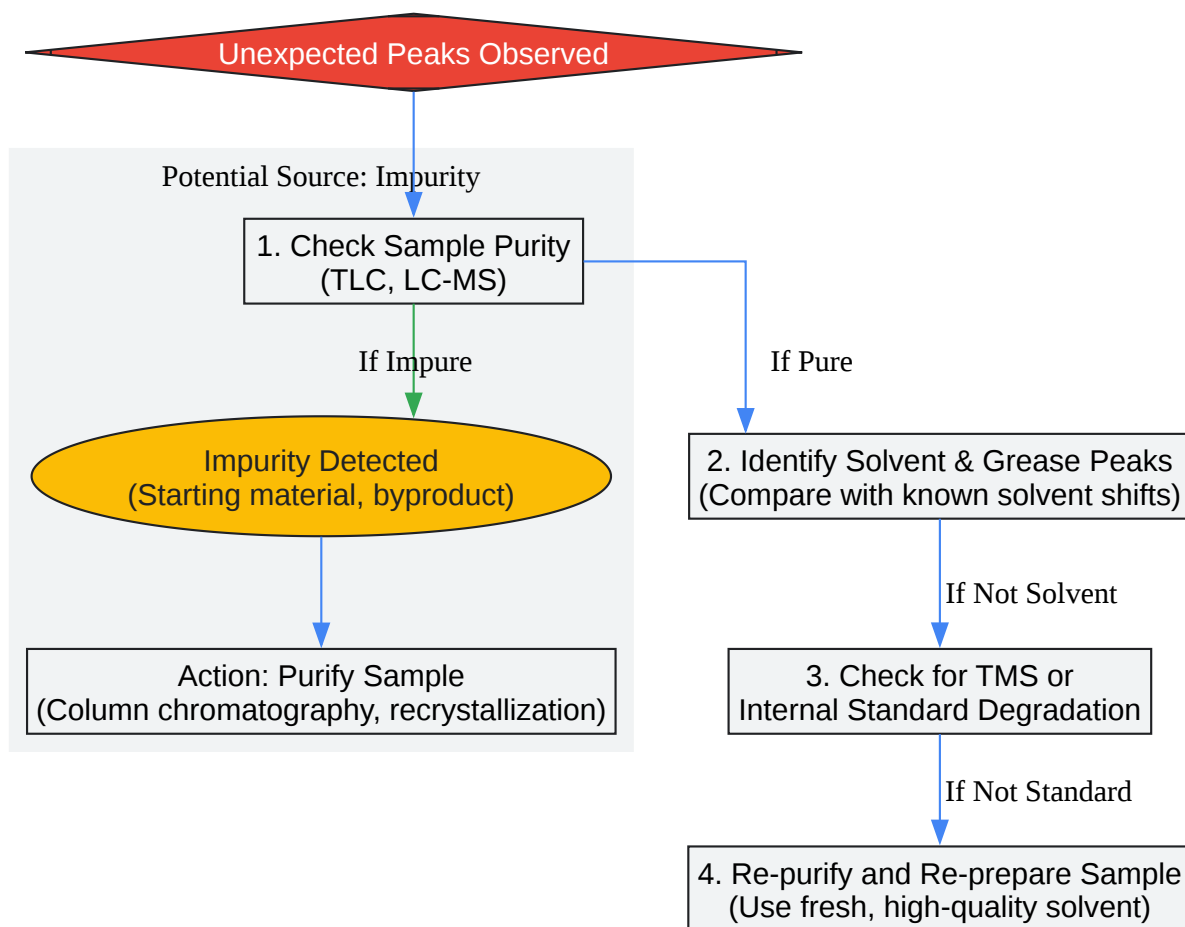 Unexpected Peaks Observed
Potential Source: Impurity
1. Check Sample Purity
(TLC, LC-MS)
If Impure
If Pure
Impurity Detected
(Starting material, byproduct)
2. Identify Solvent & Grease Peaks
(Compare with known solvent shifts)
If Not Solvent
Action: Purify Sample
(Column chromatography, recrystallization)
3. Check for TMS or
Internal Standard Degradation
If Not Standard
4. Re-purify and Re-prepare Sample
(Use fresh, high-quality solvent)